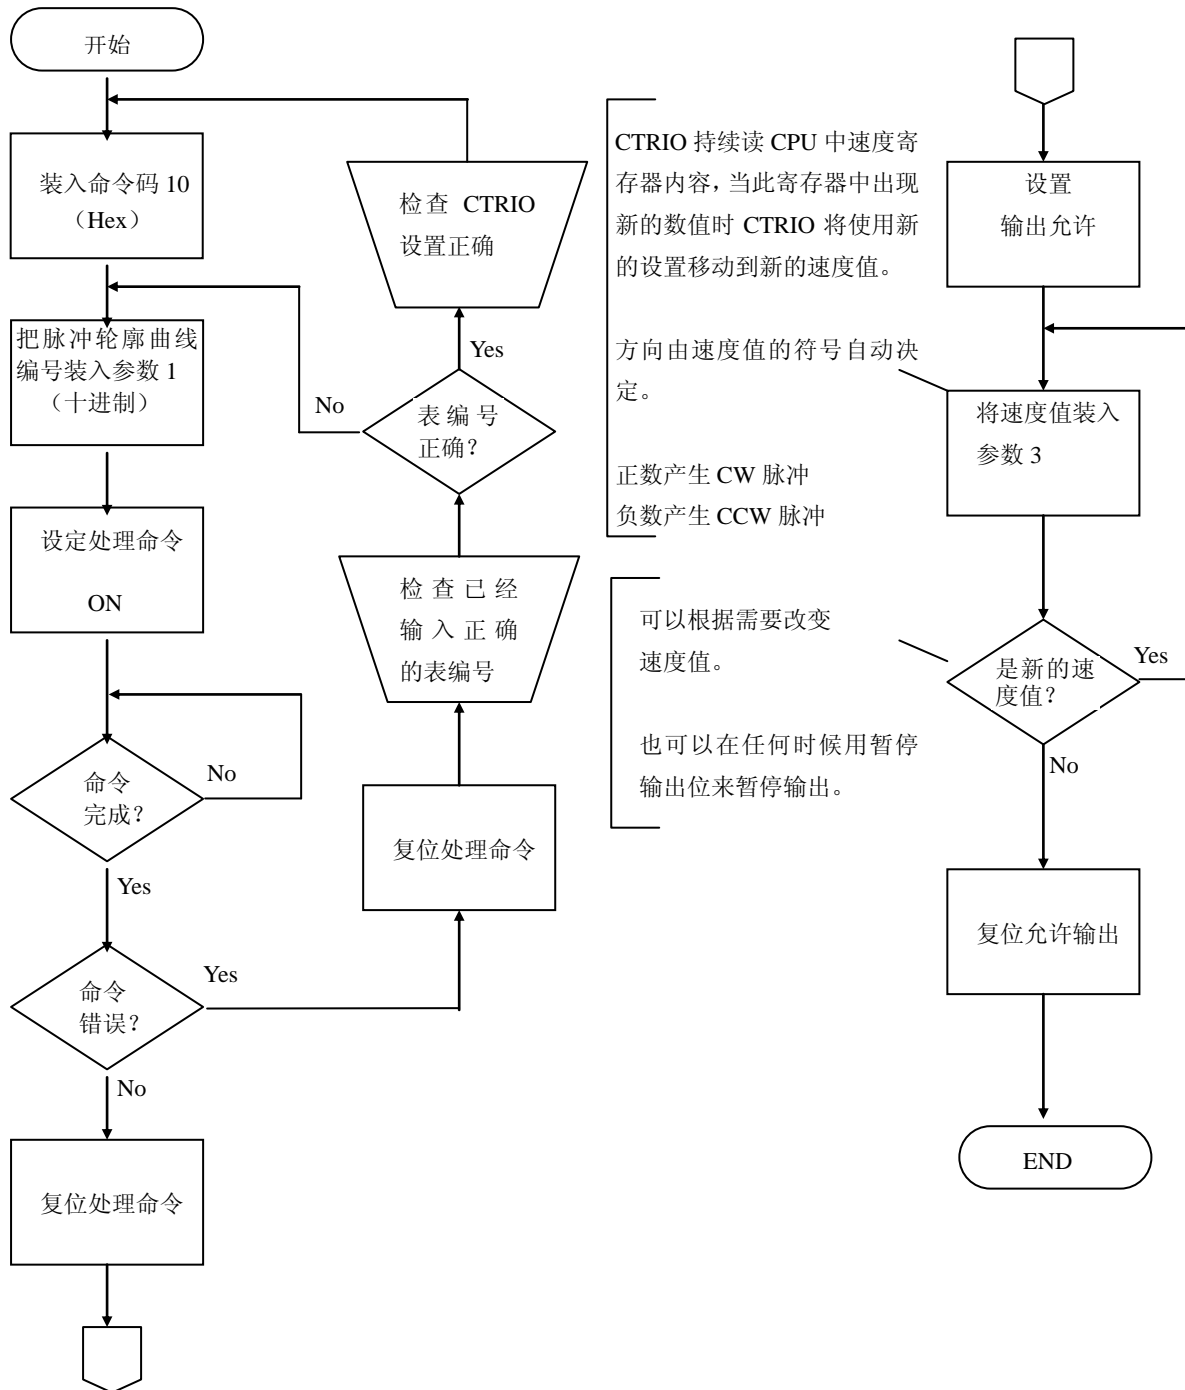 开始
装入命令码 10
（Hex）
把脉冲轮廓曲线
编号装入参数 1
（十进制）
设定处理命令
ON
命令
完成？
No
Yes
命令
错误？
Yes
No
复位处理命令
检查 CTRIO
设置正确
Yes
No
表编号
正确？
检查已经
输入正确
的表编号
复位处理命令
CTRIO 持续读 CPU 中速度寄
存器内容，当此寄存器中出现
新的数值时 CTRIO 将使用新
的设置移动到新的速度值。
方向由速度值的符号自动决
定。
正数产生 CW 脉冲
负数产生 CCW 脉冲
可以根据需要改变
速度值。
也可以在任何时候用暂停
输出位来暂停输出。
设置
输出允许
将速度值装入
参数 3
是新的速
度值？
Yes
No
复位允许输出
END